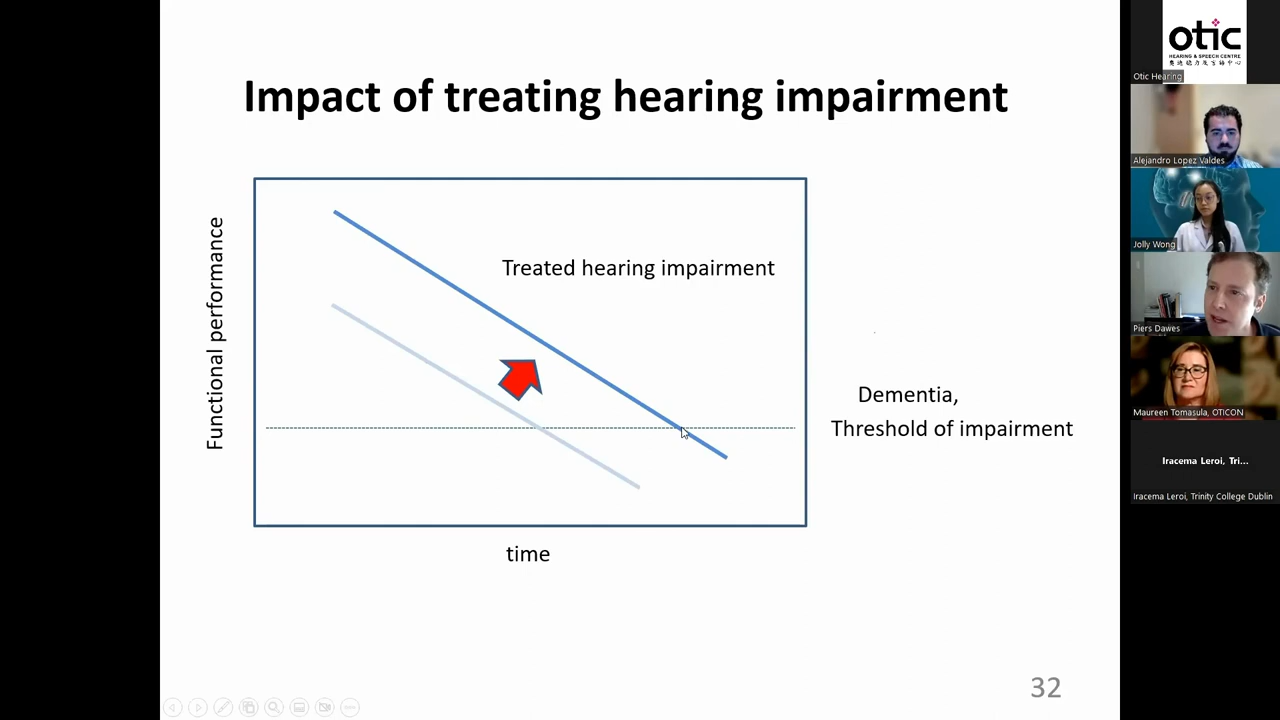 Impact of treating hearing impairment
Functional performance
Treated hearing impairment
Dementia,
Threshold of impairment
time
32
otic
HEARING & SPEECH CENTRE
Otic Hearing
Alejandro Lopez Valdes
Jolly Wong
Piers Dawes
Maureen Tomasula, OTICON
Iracema Leroi, Tri...
Iracema Leroi, Trinity College Dublin